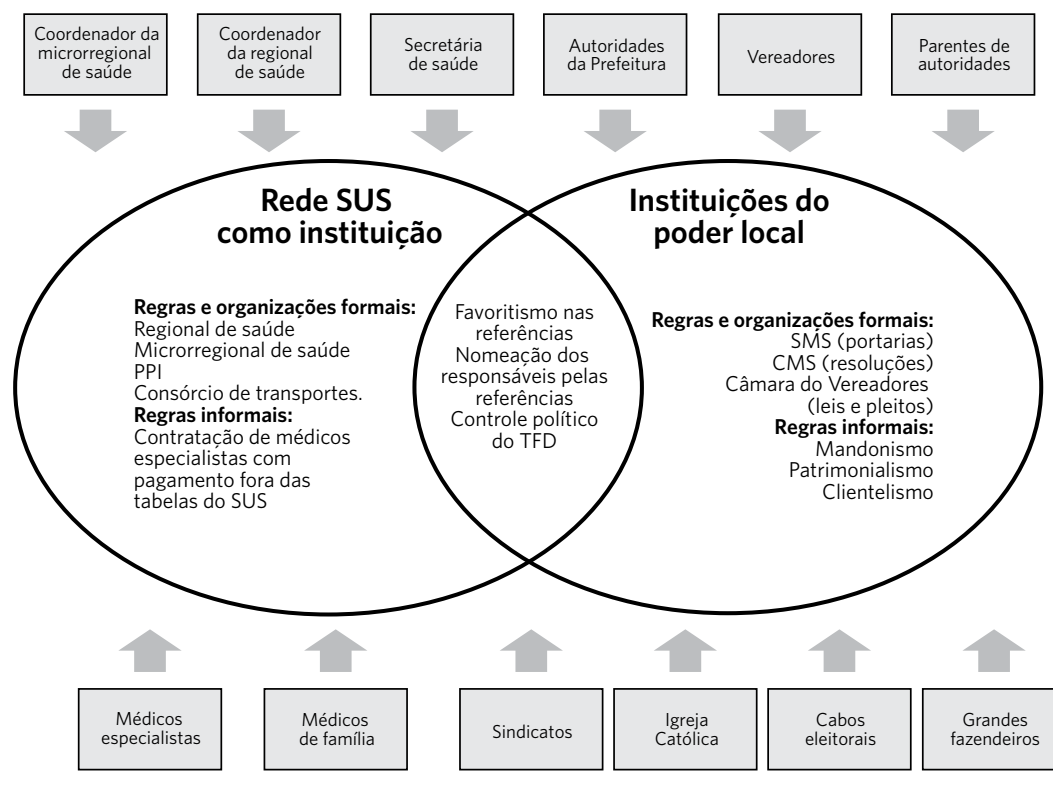 Coordenador da
microrregional
de saúde
Coordenador
da regional
de saúde
Secretária
de saúde
Autoridades
da Prefeitura
Vereadores
Parentes de
autoridades
Rede SUS
como instituição
Instituições do
poder local
Regras e organizações formais:
Regional de saúde
Microrregional de saúde
PPI
Consórcio de transportes.
Regras informais:
Contratação de médicos
especialistas com
pagamento fora das
tabelas do SUS
Favoritismo nas
referências
Nomeação dos
responsáveis pelas
referências
Controle político
do TFD
Regras e organizações formais:
SMS (portarias)
CMS (resoluções)
Câmara do Vereadores
(leis e pleitos)
Regras informais:
Mandonismo
Patrimonialismo
Clientelismo
Médicos
especialistas
Médicos
de família
Sindicatos
Igreja
Católica
Cabos
eleitorais
Grandes
fazendeiros